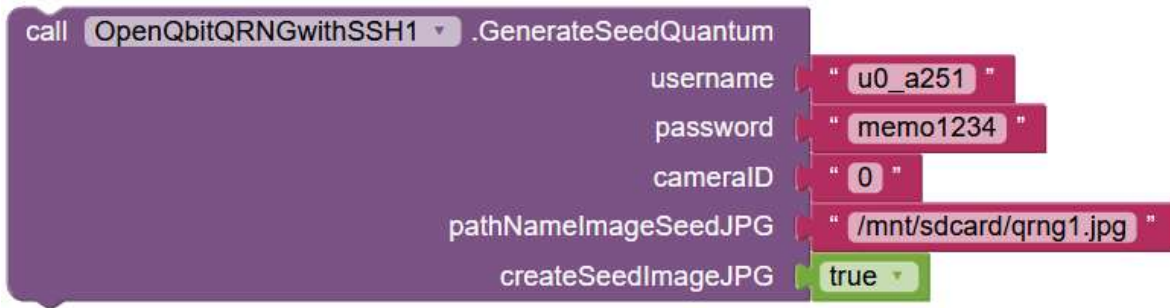 call OpenQbitQRNGwithSSH1 .GenerateSeedQuantum
username " u0_a251 "
password " memo1234 "
cameraID " 0 "
pathNameImageSeedJPG " /mnt/sdcard/qrng1.jpg "
createSeedImageJPG true